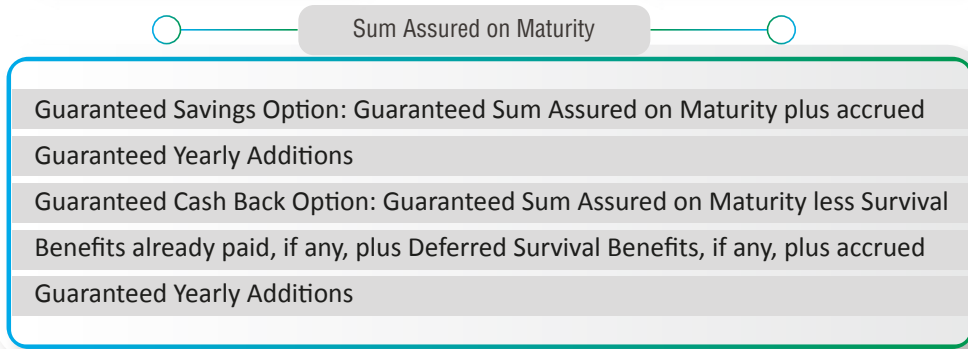 Sum Assured on Maturity
Guaranteed Savings Option: Guaranteed Sum Assured on Maturity plus accrued
Guaranteed Yearly Additions
Guaranteed Cash Back Option: Guaranteed Sum Assured on Maturity less Survival
Benefits already paid, if any, plus Deferred Survival Benefits, if any, plus accrued
Guaranteed Yearly Additions